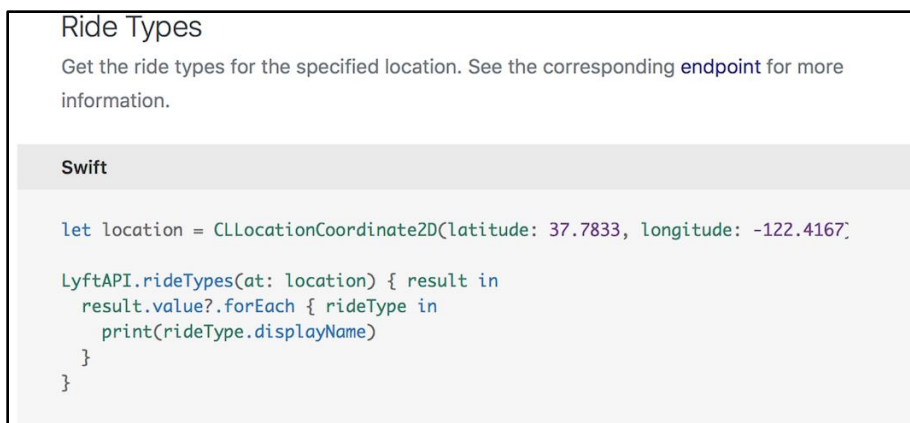 Ride Types
Get the ride types for the specified location. See the corresponding endpoint for more
information.
Swift
let location = CLLocationCoordinate2D(latitude: 37.7833, longitude: -122.4167)
LyftAPI.rideTypes(at: location) { result in
  result.value?.forEach { rideType in
    print(rideType.displayName)
  }
}